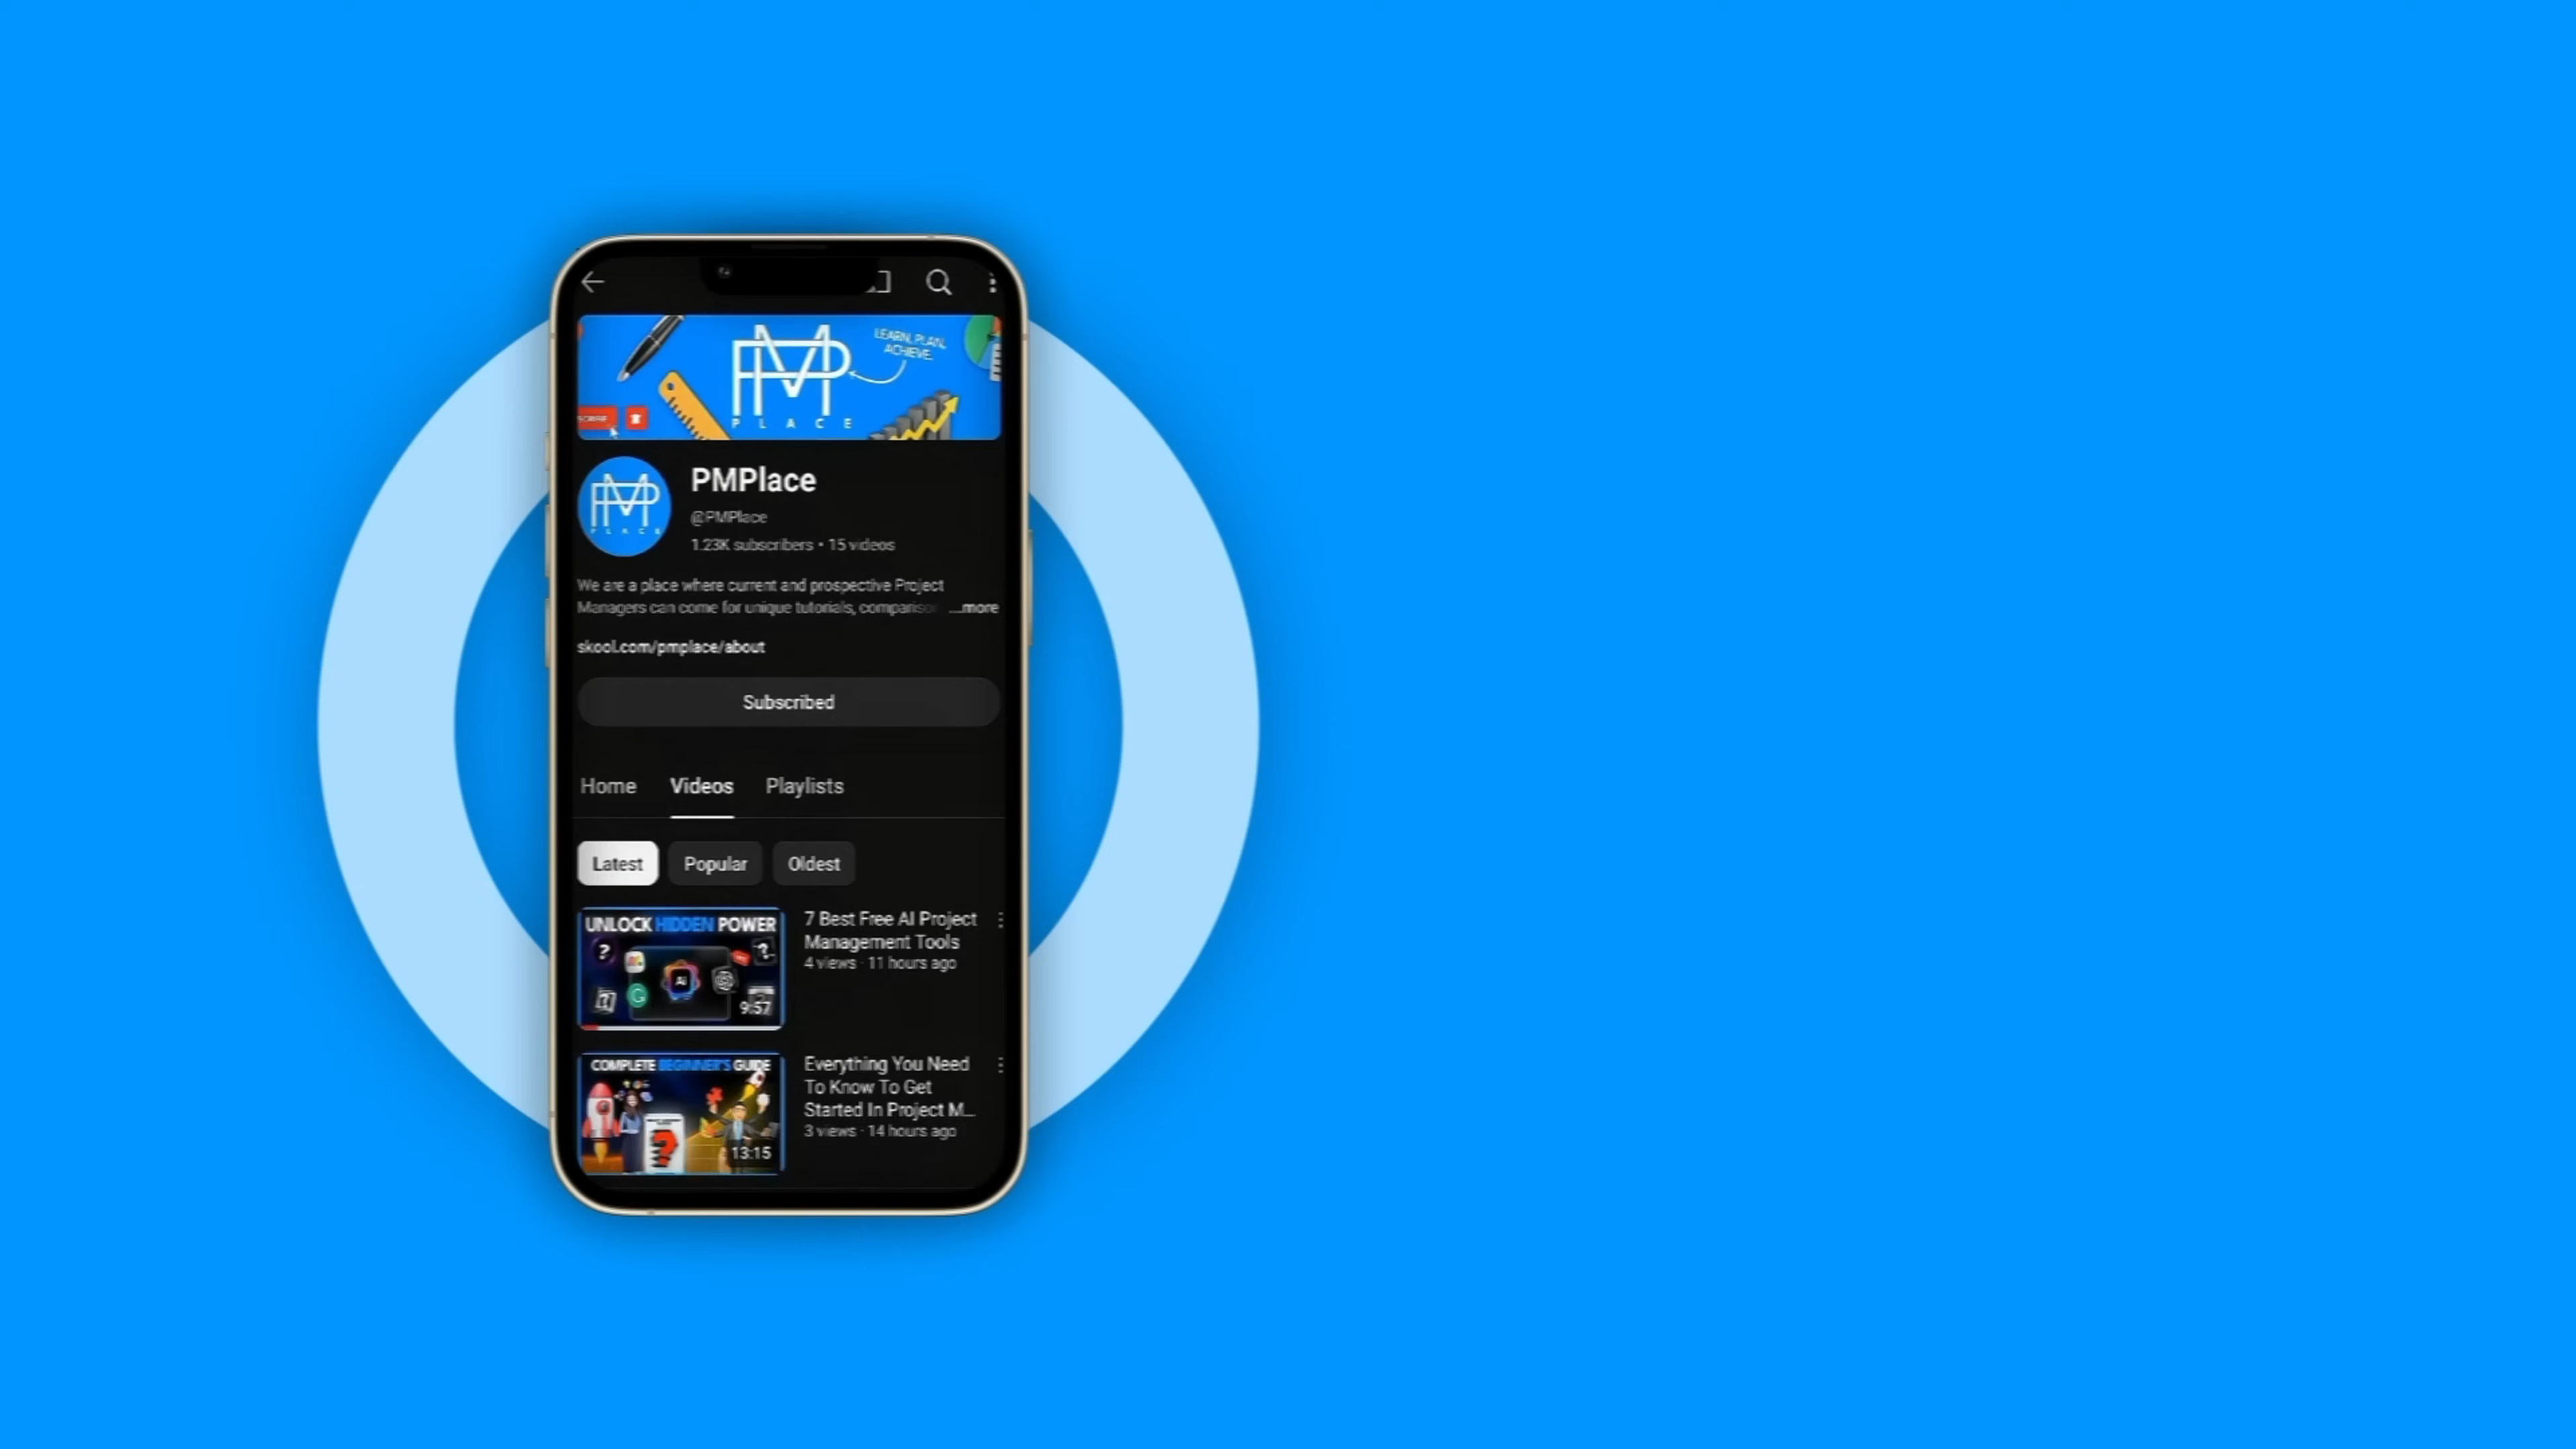 LEARN, PLAN,
ACHIEVE.
PM
PLACE
PMPlace
@PMPlace
1.23K subscribers • 15 videos
We are a place where current and prospective Project
Managers can come for unique tutorials, ...more
skool.com/pmplace/about
Subscribed
Home Videos Playlists
Latest Popular Oldest
UNLOCK HIDDEN POWER
Ai
9:57
7 Best Free AI Project
Management Tools
4 views · 11 hours ago
COMPLETE BEGINNER'S GUIDE
13:15
Everything You Need
To Know To Get
Started In Project M...
3 views · 14 hours ago